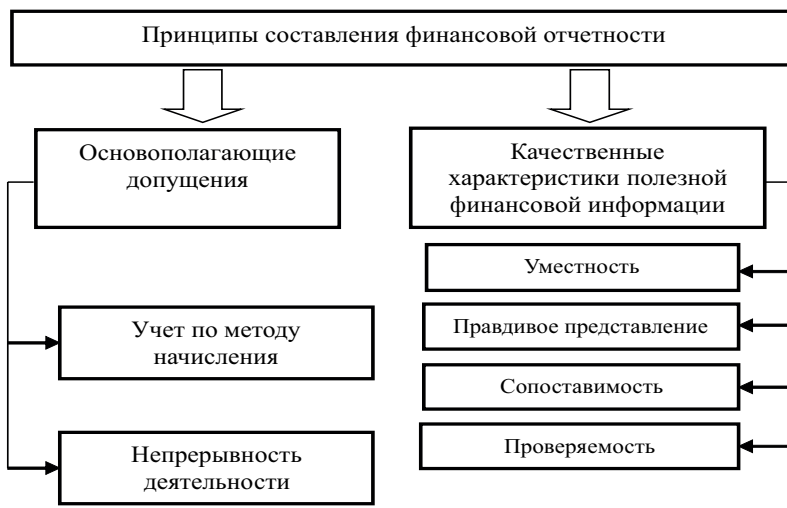 Принципы составления финансовой отчетности
Основополагающие
допущения
Качественные
характеристики полезной
финансовой информации
Учет по методу
начисления
Непрерывность
деятельности
Уместность
Правдивое представление
Сопоставимость
Проверяемость